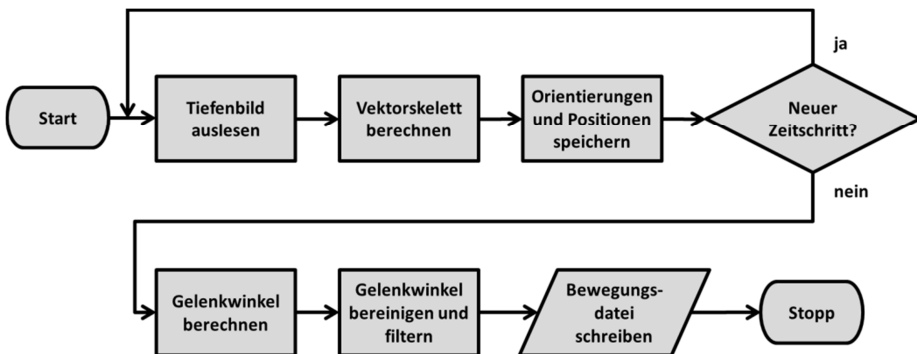 ja
Start
Tiefenbild
auslesen
Vektorskelett
berechnen
Orientierungen
und Positionen
speichern
Neuer
Zeitschritt?
nein
Gelenkwinkel
berechnen
Gelenkwinkel
bereinigen und
filtern
Bewegungs-
datei
schreiben
Stopp